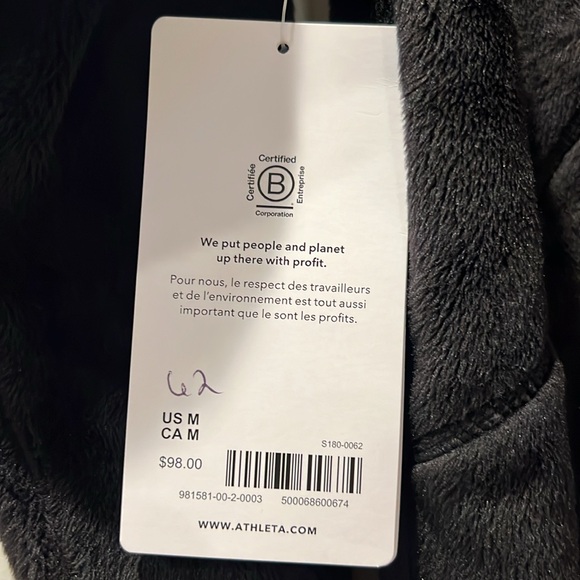 Certified
Certifiée
B
Entreprise
Corporation
We put people and planet
up there with profit.
Pour nous, le respect des travailleurs
et de l'environnement est tout aussi
important que le sont les profits.
62
US M
CA M
S180-0062
$98.00
981581-00-2-0003 500068600674
WWW.ATHLETA.COM